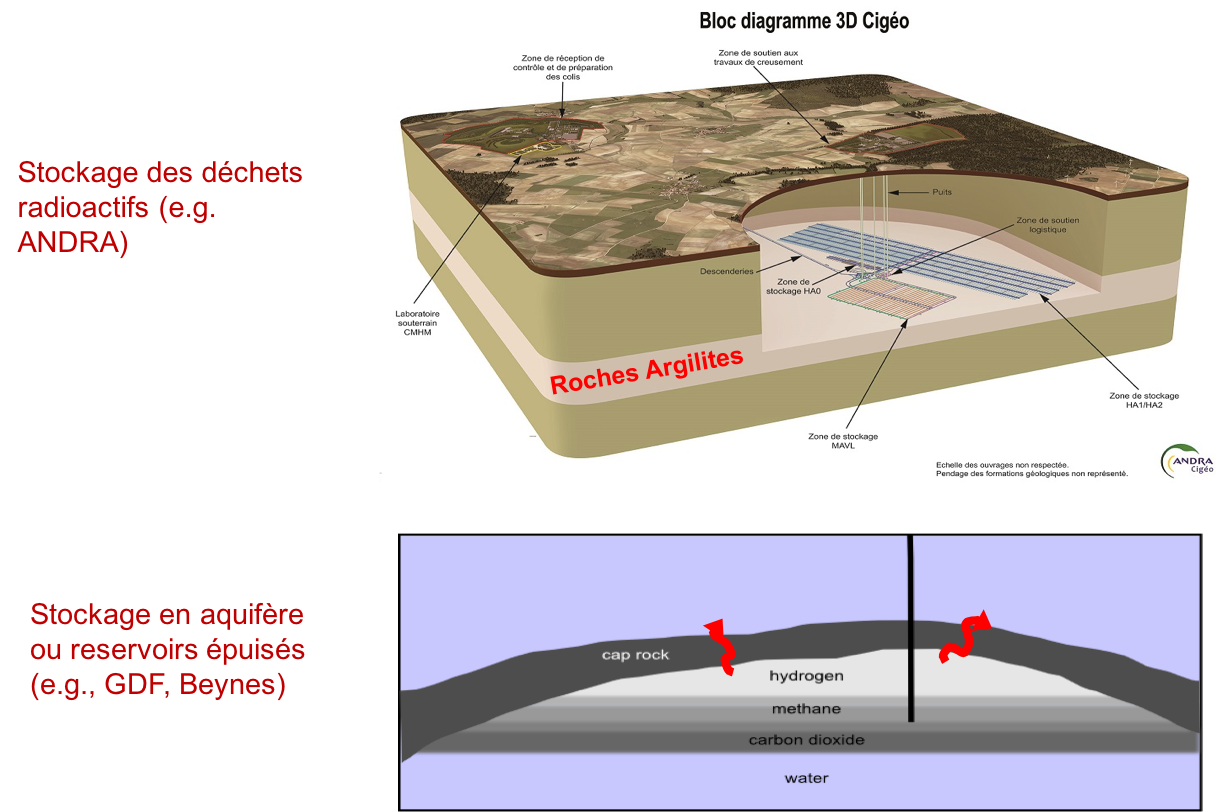 Bloc diagramme 3D Cigéo
Zone de réception de
contrôle et de préparation
des colis
Zone de soutien aux
travaux de creusement
Stockage des déchets
radioactifs (e.g.
ANDRA)
Puits
Zone de soutien
logistique
Descenderies
Zone de
stockage HA0
Laboratoire
souterrain
CMHM
Roches Argilites
Zone de stockage
HA1/HA2
Zone de stockage
MAVL
Echelle des ouvrages non respectée.
Pendage des formations géologiques non représenté.
ANDRA
Cigéo
Stockage en aquifère
ou reservoirs épuisés
(e.g., GDF, Beynes)
cap rock
hydrogen
methane
carbon dioxide
water